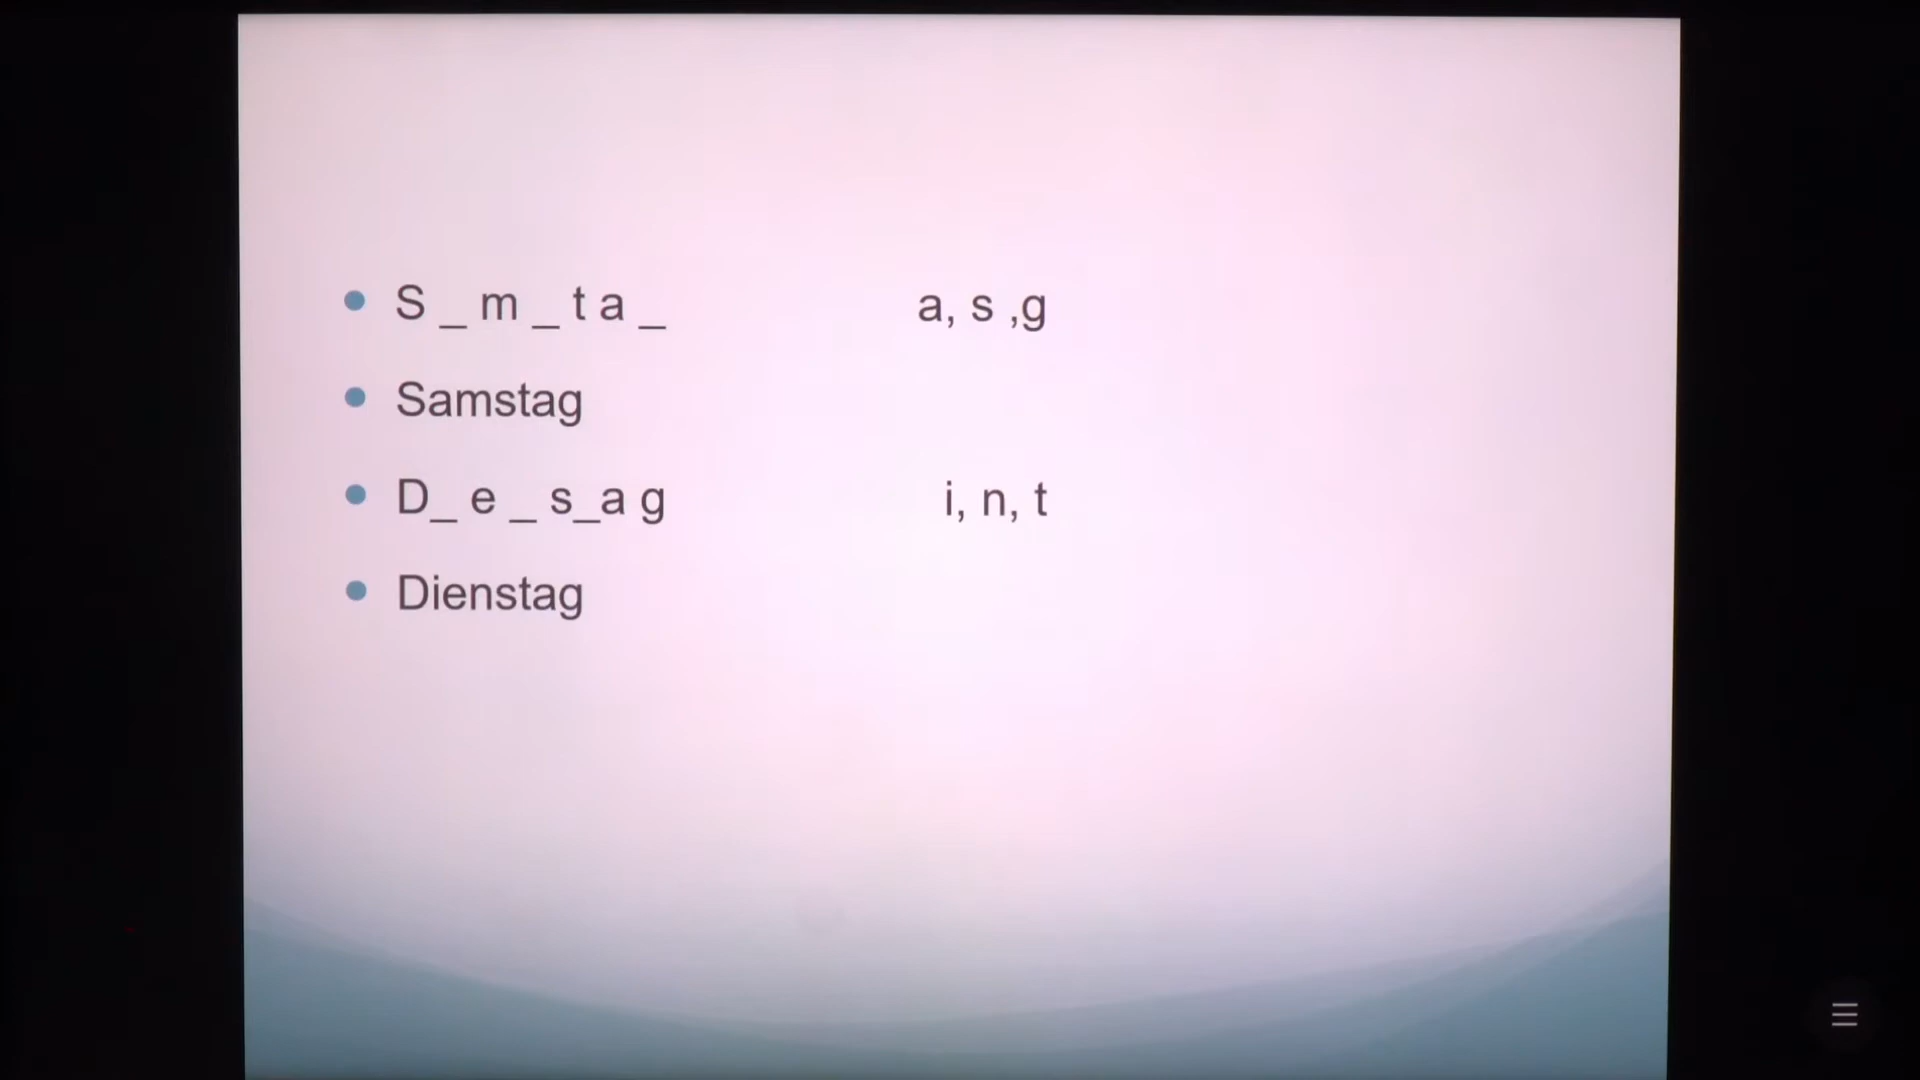 S _ m _ t a _ a, s ,g
Samstag
D_ e _ s_a g i, n, t
Dienstag